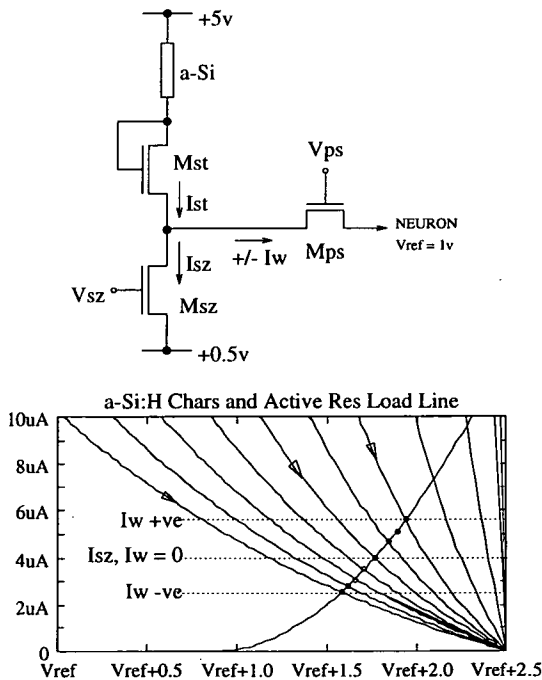 +5v
a-Si
Mst
Ist
Vps
NEURON
Vref = 1v
+/- Iw
Mps
Isz
Vsz
Msz
+0.5v
a-Si:H Chars and Active Res Load Line
10uA
8uA
6uA
Iw +ve
4uA
Isz, Iw = 0
2uA
Iw -ve
0
Vref Vref+0.5 Vref+1.0 Vref+1.5 Vref+2.0 Vref+2.5